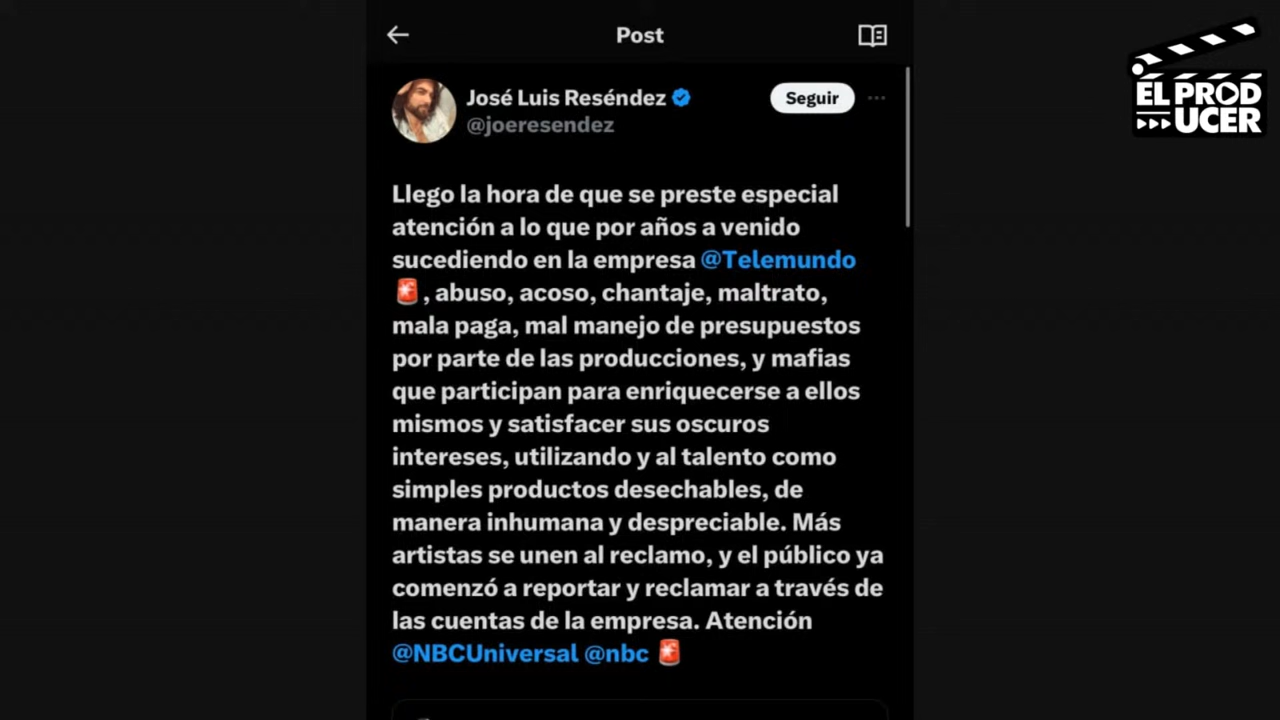 Post
José Luis Reséndez
@joeresendez
Seguir
EL PROD
UCER
Llego la hora de que se preste especial
atención a lo que por años a venido
sucediendo en la empresa @Telemundo
🚨, abuso, acoso, chantaje, maltrato,
mala paga, mal manejo de presupuestos
por parte de las producciones, y mafias
que participan para enriquecerse a ellos
mismos y satisfacer sus oscuros
intereses, utilizando y al talento como
simples productos desechables, de
manera inhumana y despreciable. Más
artistas se unen al reclamo, y el público ya
comenzó a reportar y reclamar a través de
las cuentas de la empresa. Atención
@NBCUniversal @nbc 🚨